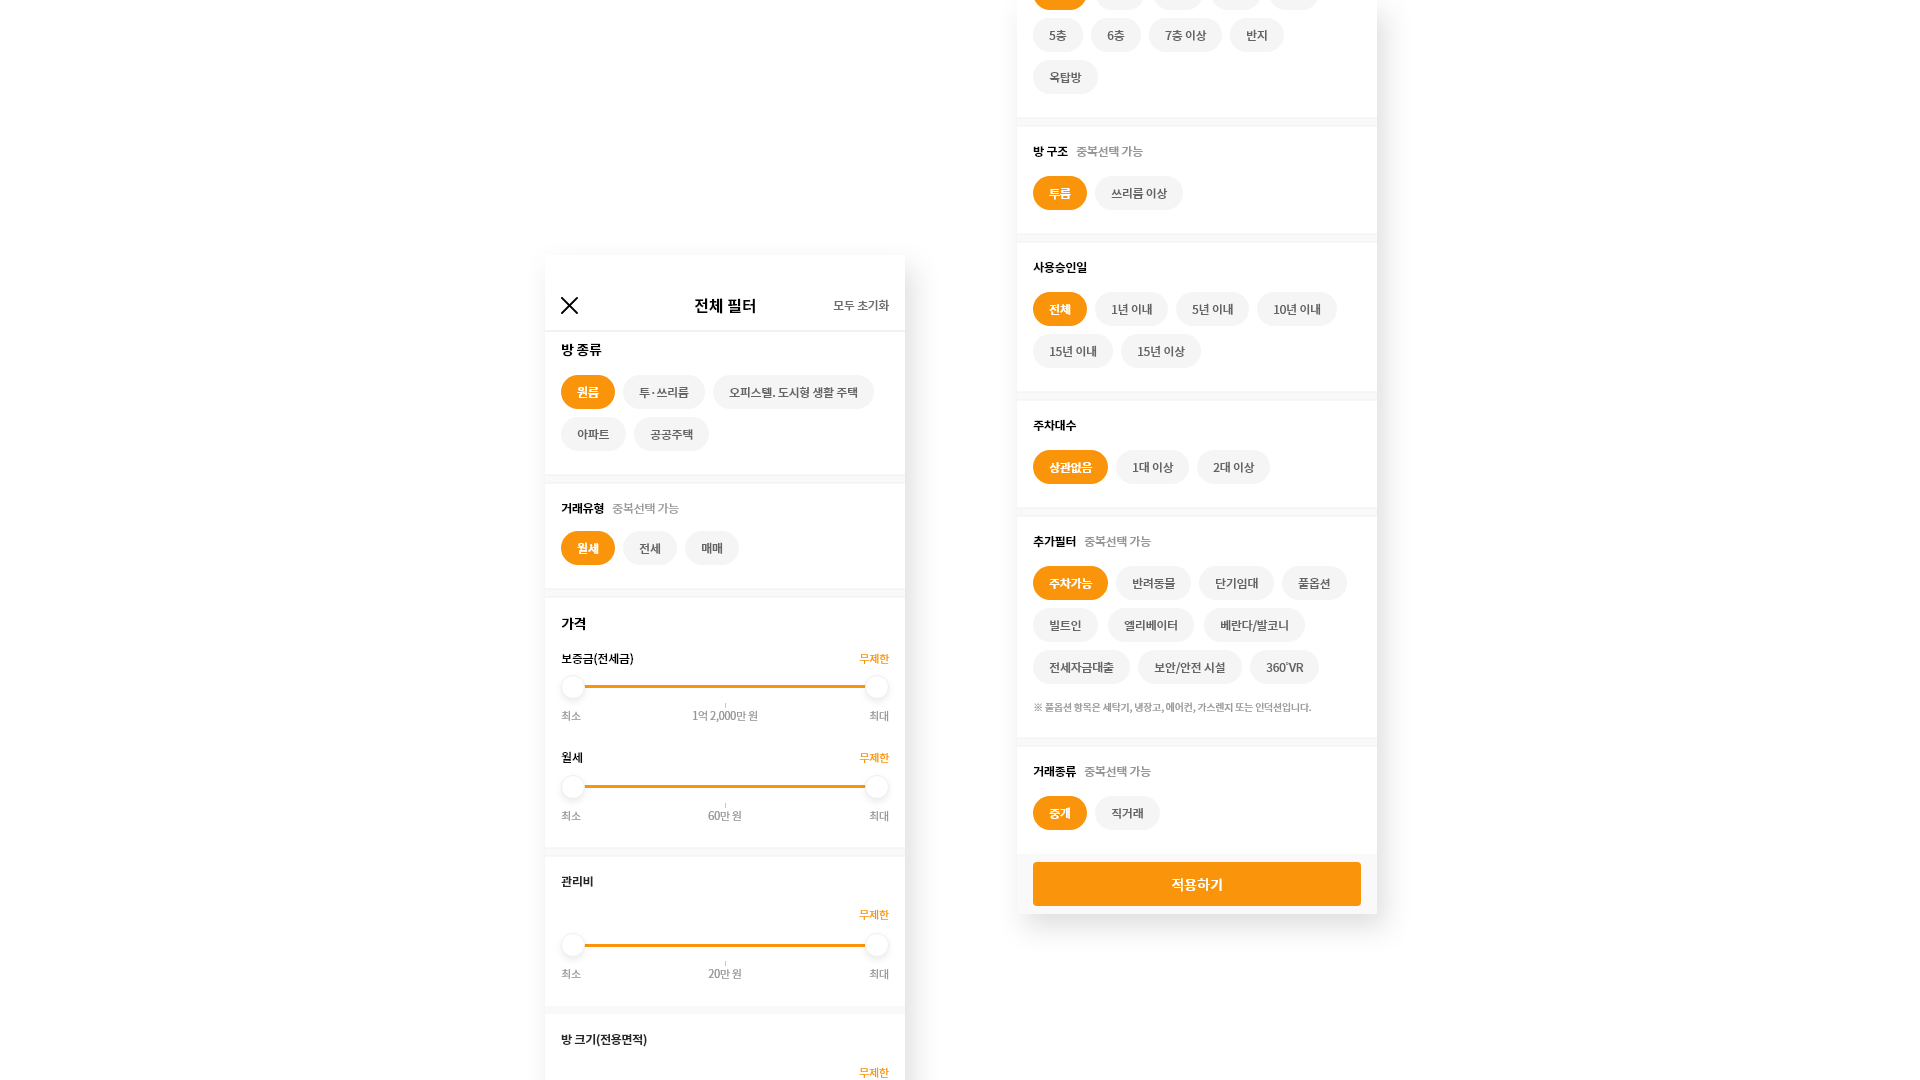 전체 필터
모두 초기화
방 종류
원룸
투·쓰리룸
오피스텔. 도시형 생활 주택
아파트
공공주택
거래유형 중복선택 가능
월세
전세
매매
가격
보증금(전세금)
무제한
최소
1억 2,000만 원
최대
월세
무제한
최소
60만 원
최대
관리비
무제한
최소
20만 원
최대
방 크기(전용면적)
무제한
5층
6층
7층 이상
반지
옥탑방
방 구조 중복선택 가능
투룸
쓰리룸 이상
사용승인일
전체
1년 이내
5년 이내
10년 이내
15년 이내
15년 이상
주차대수
상관없음
1대 이상
2대 이상
추가필터 중복선택 가능
주차가능
반려동물
단기임대
풀옵션
빌트인
엘리베이터
베란다/발코니
전세자금대출
보안/안전 시설
360°VR
※ 풀옵션 항목은 세탁기, 냉장고, 에어컨, 가스렌지 또는 인덕션입니다.
거래종류 중복선택 가능
중개
직거래
적용하기